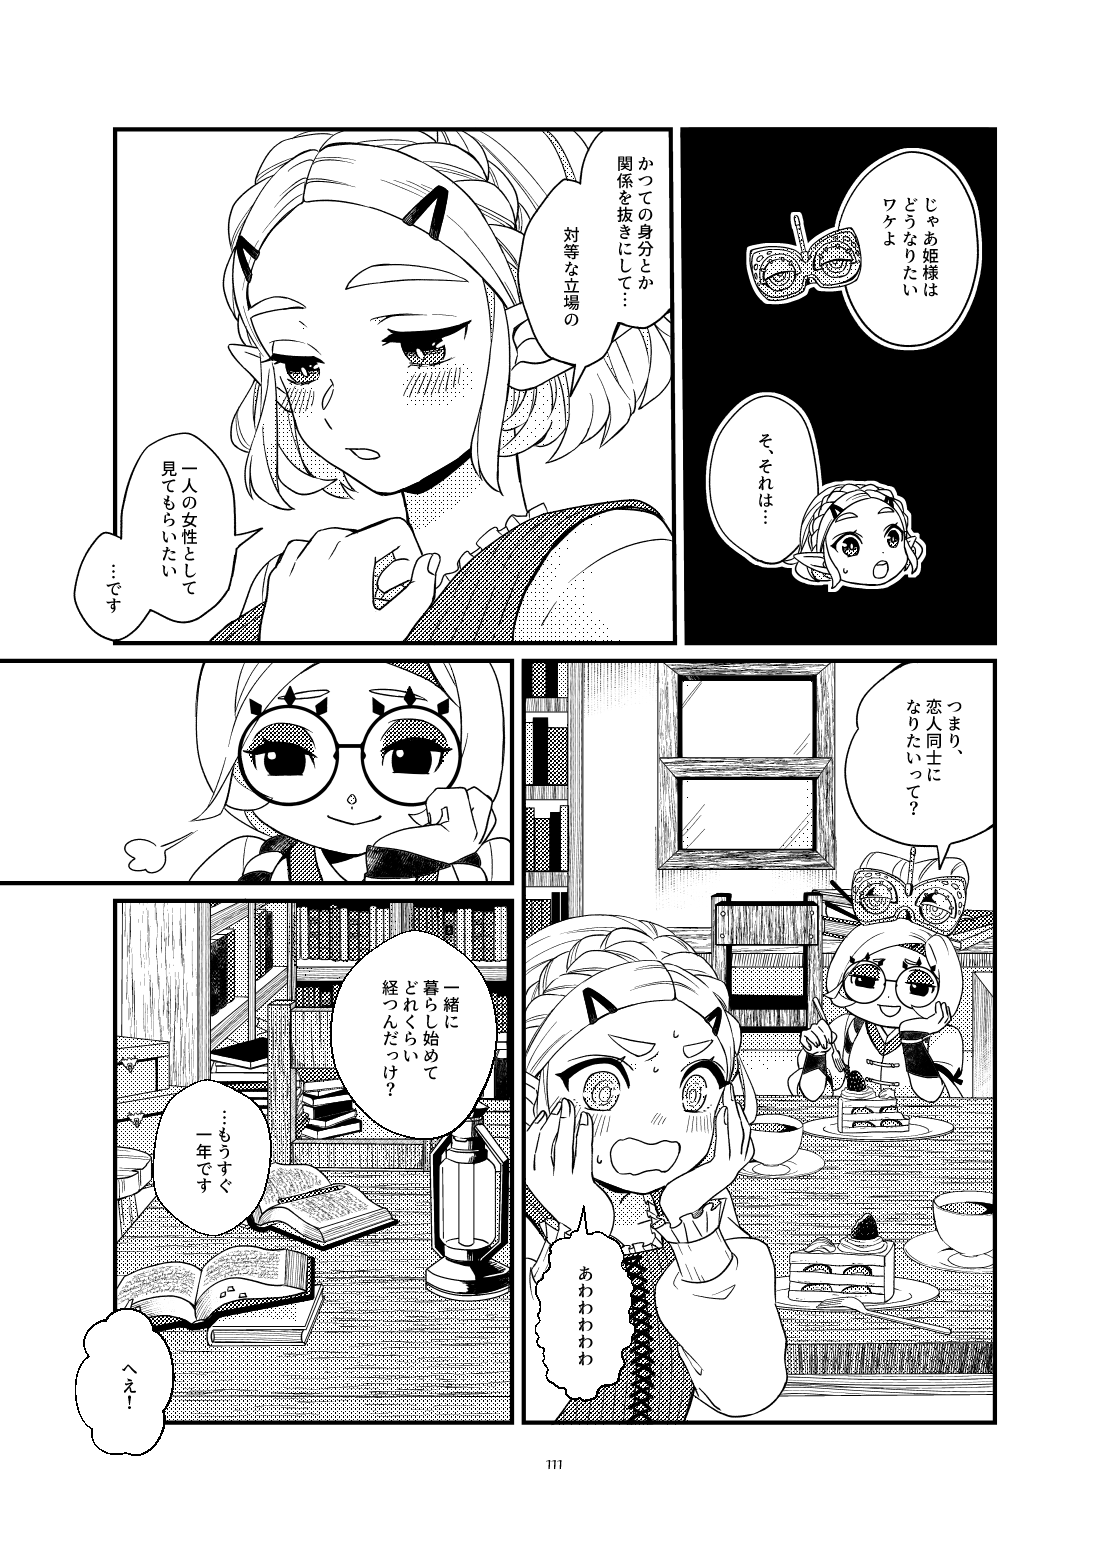 じゃあ姫様は
どうなりたい
ワケよ
そ、それは…
かつての身分とか
関係を抜きにして…
対等な立場の
一人の女性として
見てもらいたい
…です
つまり、
恋人同士に
なりたいって？
あわわわわわ
一緒に
暮らし始めて
どれくらい
経つんだっけ？
…もうすぐ
一年です
へえ！
111